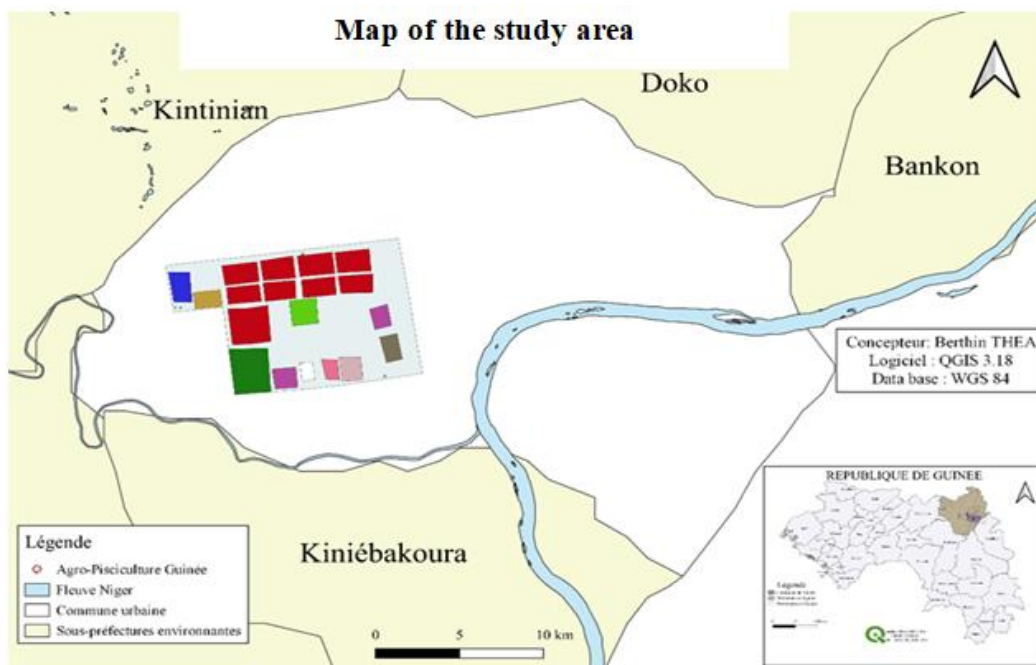 Map of the study area
Doko
Kintinian
Bankon
Concepteur: Berthin THEA
Logiciel : QGIS 3.18
Data base : WGS 84
REPUBLIQUE DE GUINEE
Légende
Légende
Agro-Pisciculture Guinée
Fleuve Niger
Commune urbaine
Sous-préfectures environnantes
Kiniébakoura
0 5 10 km